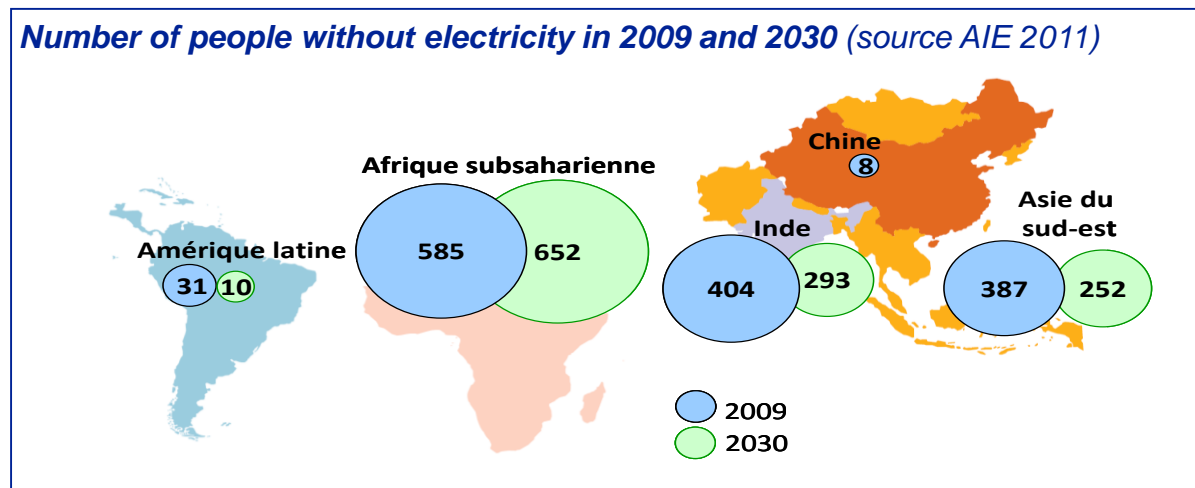 Number of people without electricity in 2009 and 2030 (source AIE 2011)
Amérique latine
31
10
Afrique subsaharienne
585
652
Chine
8
Inde
404
293
Asie du
sud-est
387
252
2009
2030